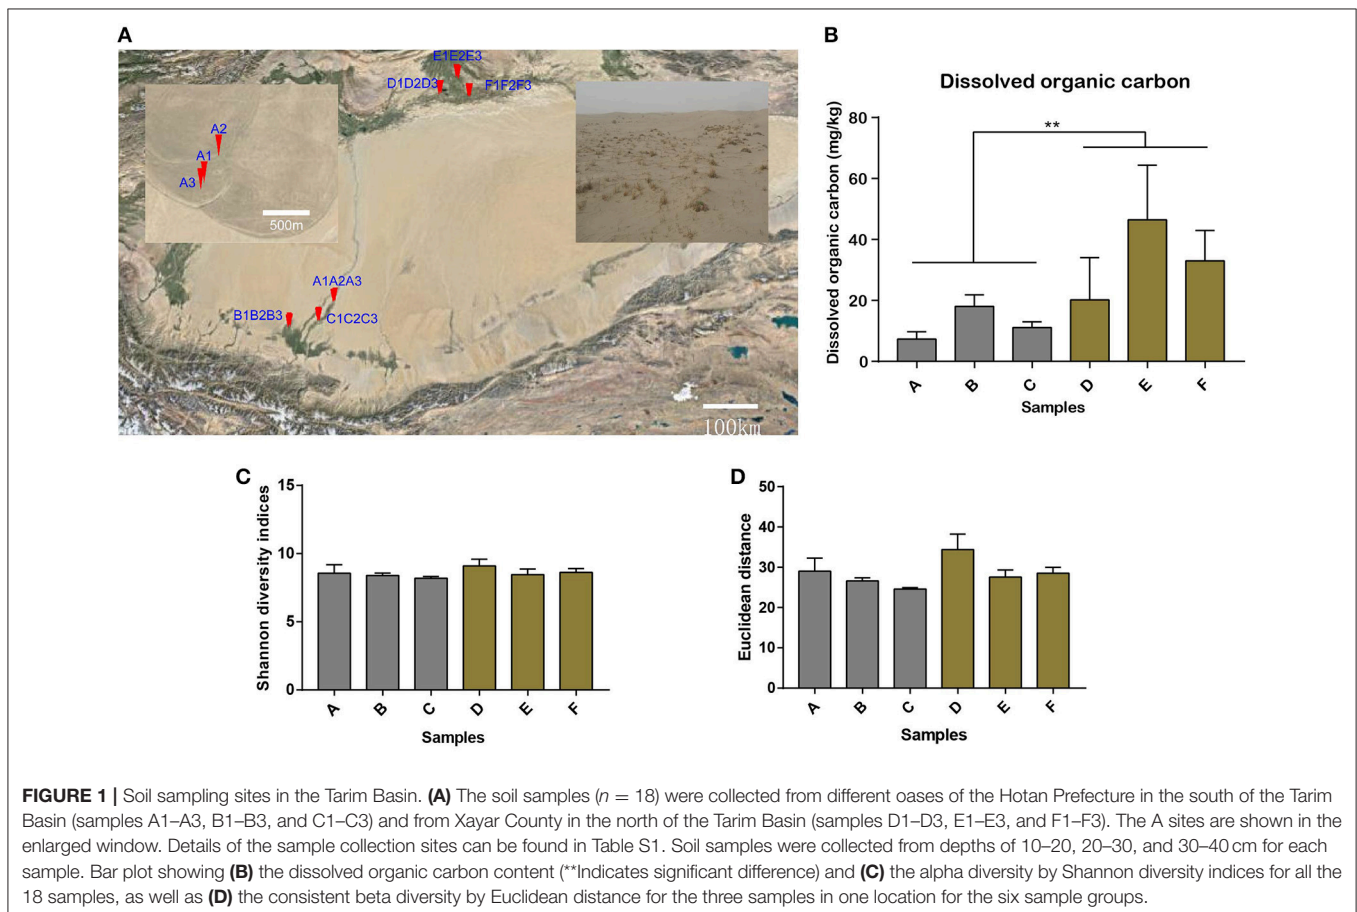 A
E1E2E3
D1D2D3
F1F2F3
A2
A1
A3
500m
A1A2A3
B1B2B3
C1C2C3
100km
B
Dissolved organic carbon
Dissolved organic carbon (mg/kg)
80
60
40
20
0
**
A
B
C
D
E
F
Samples
C
Shannon diversity indices
15
10
5
0
A
B
C
D
E
F
Samples
D
Euclidean distance
50
40
30
20
10
0
A
B
C
D
E
F
Samples
FIGURE 1 | Soil sampling sites in the Tarim Basin. (A) The soil samples (n = 18) were collected from different oases of the Hotan Prefecture in the south of the Tarim
Basin (samples A1–A3, B1–B3, and C1–C3) and from Xayar County in the north of the Tarim Basin (samples D1–D3, E1–E3, and F1–F3). The A sites are shown in the
enlarged window. Details of the sample collection sites can be found in Table S1. Soil samples were collected from depths of 10–20, 20–30, and 30–40 cm for each
sample. Bar plot showing (B) the dissolved organic carbon content (**Indicates significant difference) and (C) the alpha diversity by Shannon diversity indices for all the
18 samples, as well as (D) the consistent beta diversity by Euclidean distance for the three samples in one location for the six sample groups.